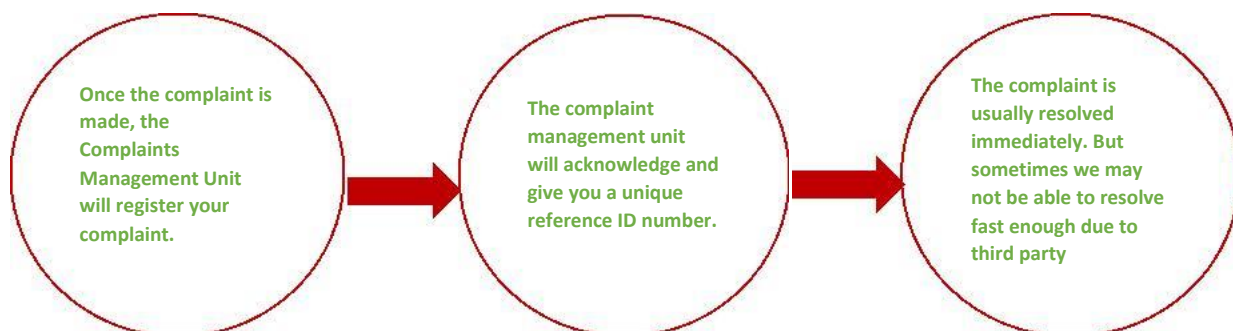 Once the complaint is
made, the
Complaints
Management Unit
will register your
complaint.
The complaint
management unit
will acknowledge and
give you a unique
reference ID number.
The complaint is
usually resolved
immediately. But
sometimes we may
not be able to resolve
fast enough due to
third party